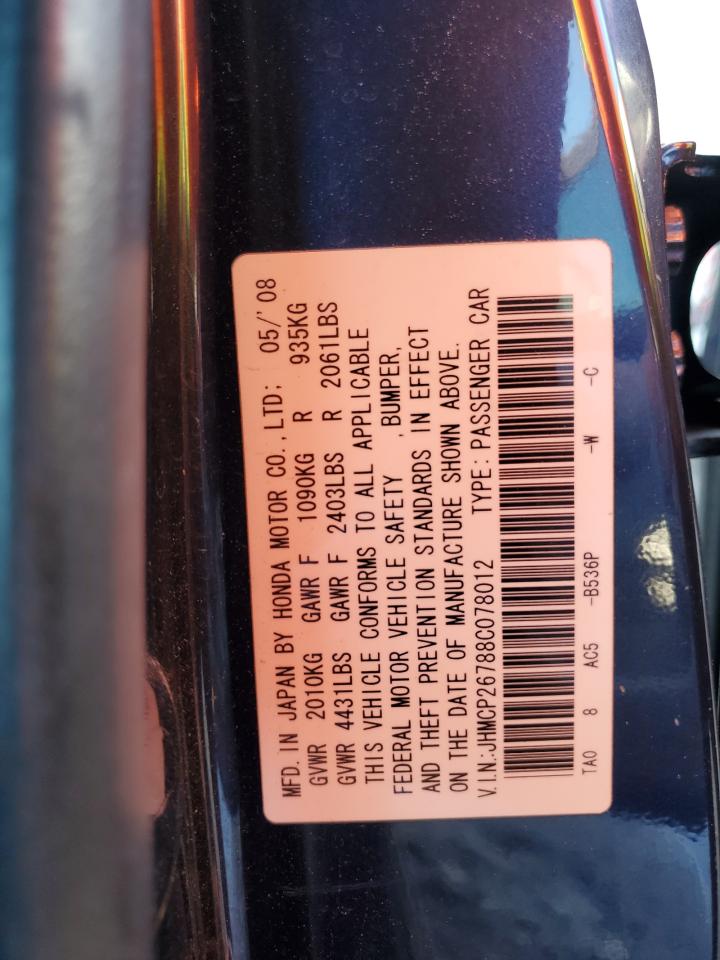 MFD. IN JAPAN BY HONDA MOTOR CO.,LTD; 05/'08
GVWR 2010KG GAWR F 1090KG R 935KG
GVWR 4431LBS GAWR F 2403LBS R 2061LBS
THIS VEHICLE CONFORMS TO ALL APPLICABLE
FEDERAL MOTOR VEHICLE SAFETY , BUMPER,
AND THEFT PREVENTION STANDARDS IN EFFECT
ON THE DATE OF MANUFACTURE SHOWN ABOVE.
V.I.N.:JHMCP26788C078012 TYPE:PASSENGER CAR
TA0 8 AC5 -B536P -W -C